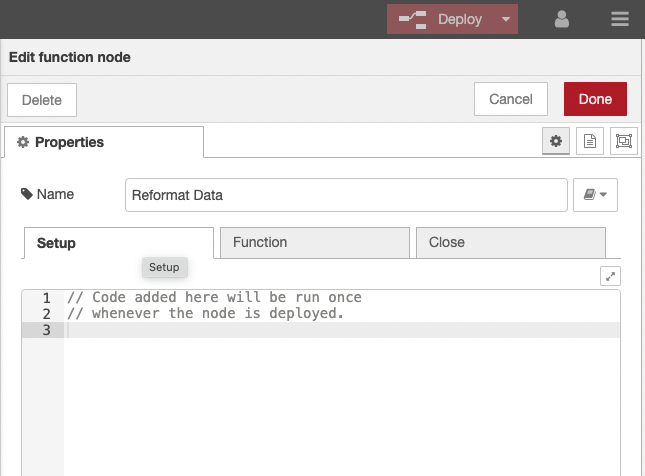 Deploy
Edit function node
Delete
Cancel
Done
Properties
Name
Reformat Data
Setup
Function
Close
Setup
1 // Code added here will be run once
2 // whenever the node is deployed.
3